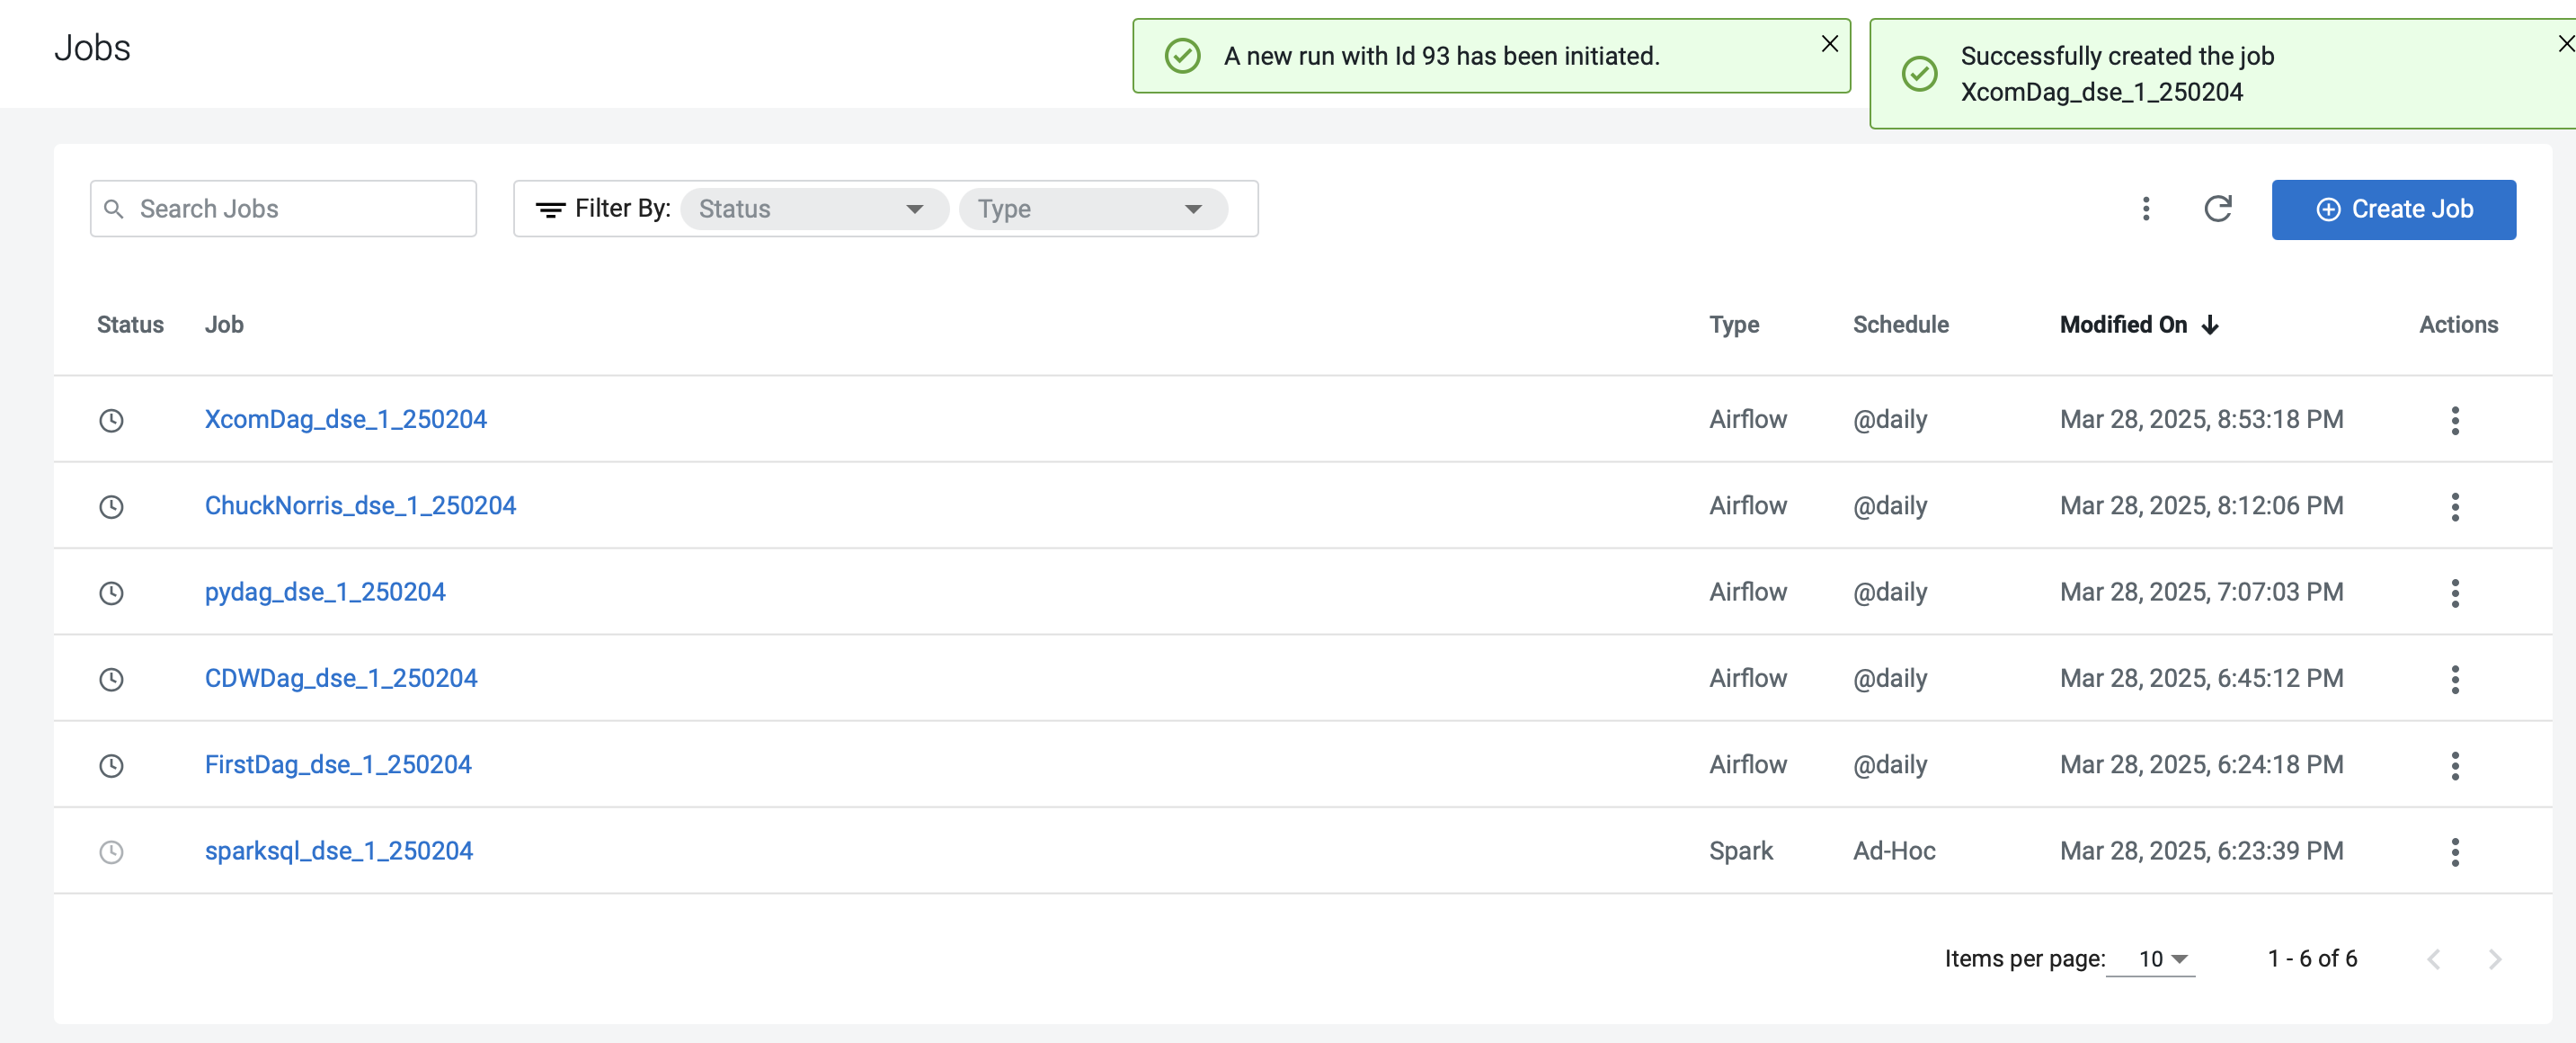 Jobs
A new run with Id 93 has been initiated.
Successfully created the job
XcomDag_dse_1_250204
Search Jobs
Filter By: Status Type
Create Job
Status Job Type Schedule Modified On Actions
XcomDag_dse_1_250204 Airflow @daily Mar 28, 2025, 8:53:18 PM
ChuckNorris_dse_1_250204 Airflow @daily Mar 28, 2025, 8:12:06 PM
pydag_dse_1_250204 Airflow @daily Mar 28, 2025, 7:07:03 PM
CDWDag_dse_1_250204 Airflow @daily Mar 28, 2025, 6:45:12 PM
FirstDag_dse_1_250204 Airflow @daily Mar 28, 2025, 6:24:18 PM
sparksql_dse_1_250204 Spark Ad-Hoc Mar 28, 2025, 6:23:39 PM
Items per page: 10 1 - 6 of 6